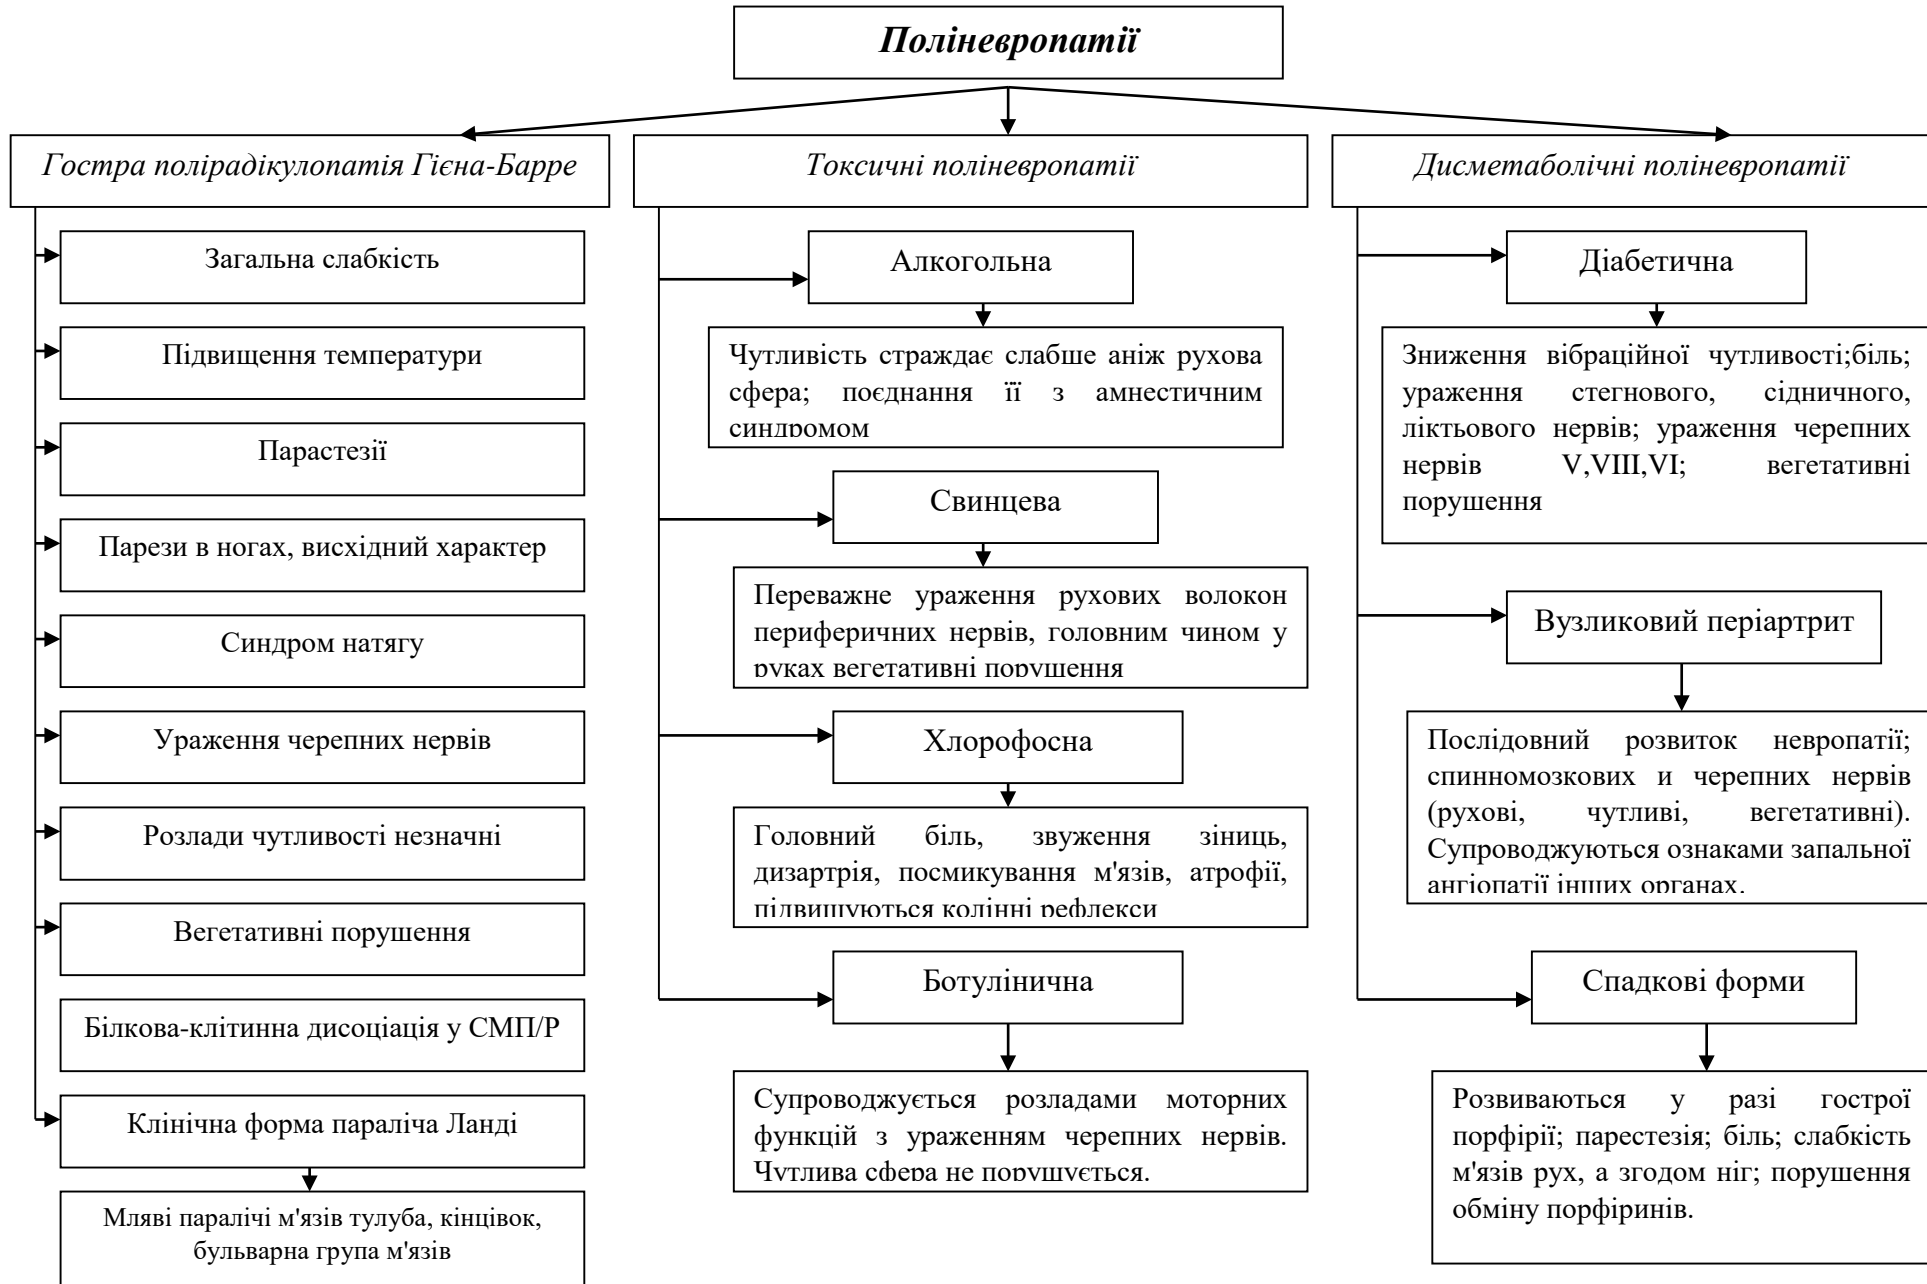 Поліневропатії
Гостра полірадікулопатія Гієна-Барре
Загальна слабкість
Підвищення температури
Парастезії
Парези в ногах, висхідний характер
Синдром натягу
Ураження черепних нервів
Розлади чутливості незначні
Вегетативні порушення
Білкова-клітинна дисоціація у СМП/Р
Клінічна форма параліча Ланді
Мляві паралічі м'язів тулуба, кінцівок,
бульварна група м'язів
Токсичні поліневропатії
Алкогольна
Чутливість страждає слабше аніж рухова
сфера; поєднання її з амнестичним
синдромом
Свинцева
Переважне ураження рухових волокон
периферичних нервів, головним чином у
руках вегетативні порушення
Хлорофосна
Головний біль, звуження зіниць,
дизартрія, посмикування м'язів, атрофії,
підвищуються колінні рефлекси
Ботулінична
Супроводжується розладами моторних
функцій з ураженням черепних нервів.
Чутлива сфера не порушується.
Дисметаболічні поліневропатії
Діабетична
Зниження вібраційної чутливості;біль;
ураження стегнового, сідничного,
ліктьового нервів; ураження черепних
нервів V,VIII,VI; вегетативні
порушення
Вузликовий періартрит
Послідовний розвиток невропатії;
спинномозкових и черепних нервів
(рухові, чутливі, вегетативні).
Супроводжуються ознаками запальної
ангіопатії інших органах.
Спадкові форми
Розвиваються у разі гострої
порфірії; парестезія; біль; слабкість
м'язів рух, а згодом ніг; порушення
обміну порфіринів.